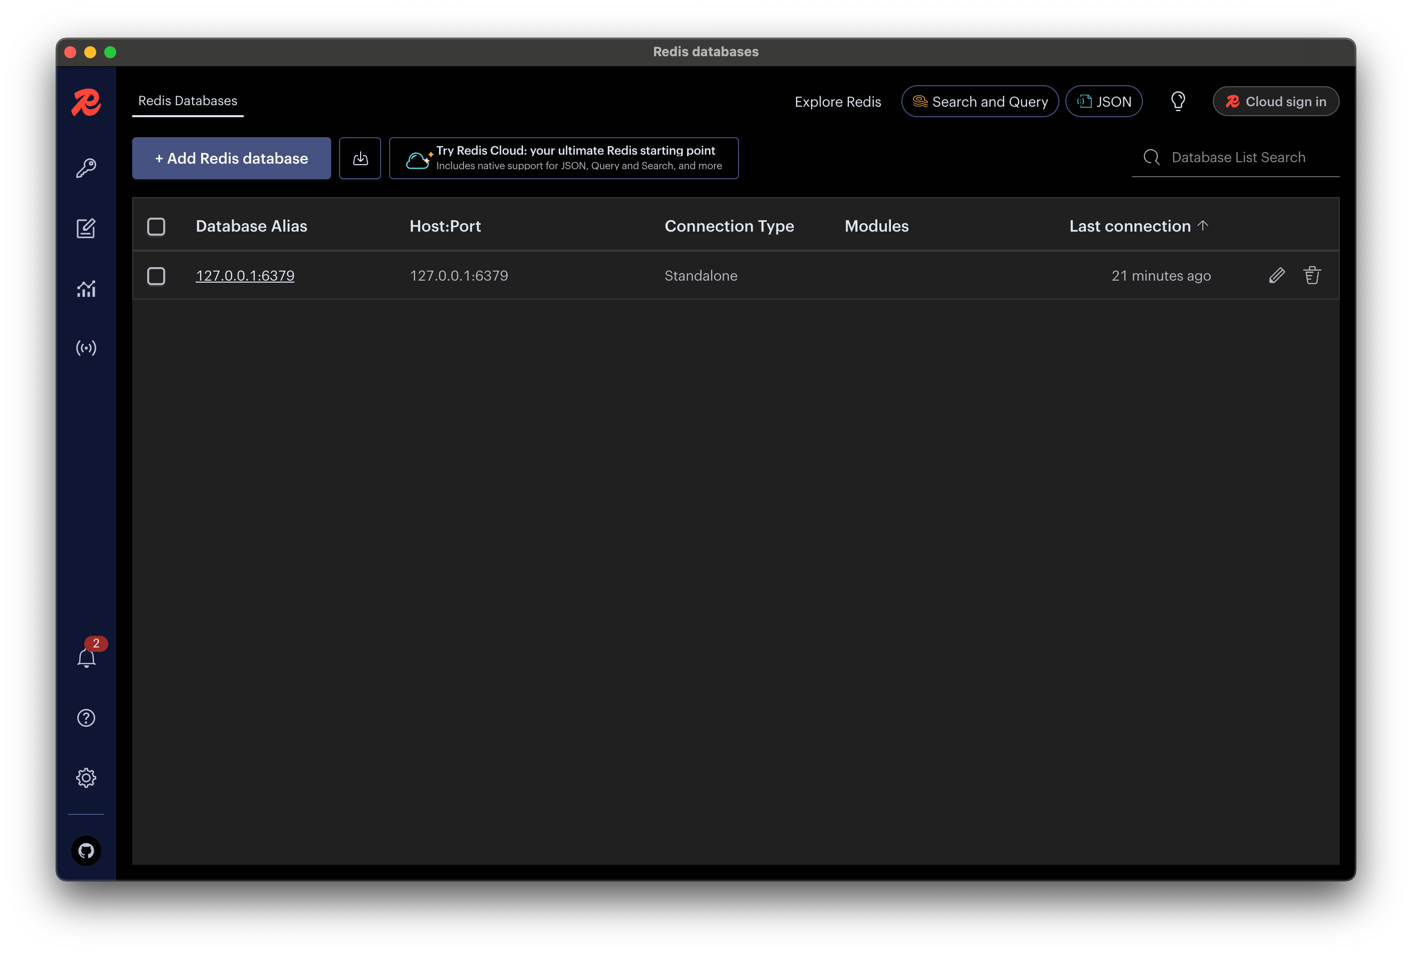 Redis databases
Redis Databases
Explore Redis
Search and Query
JSON
Cloud sign in
+ Add Redis database
Try Redis Cloud: your ultimate Redis starting point
Includes native support for JSON, Query and Search, and more
Database List Search
Database Alias Host:Port Connection Type Modules Last connection
127.0.0.1:6379 127.0.0.1:6379 Standalone 21 minutes ago
2